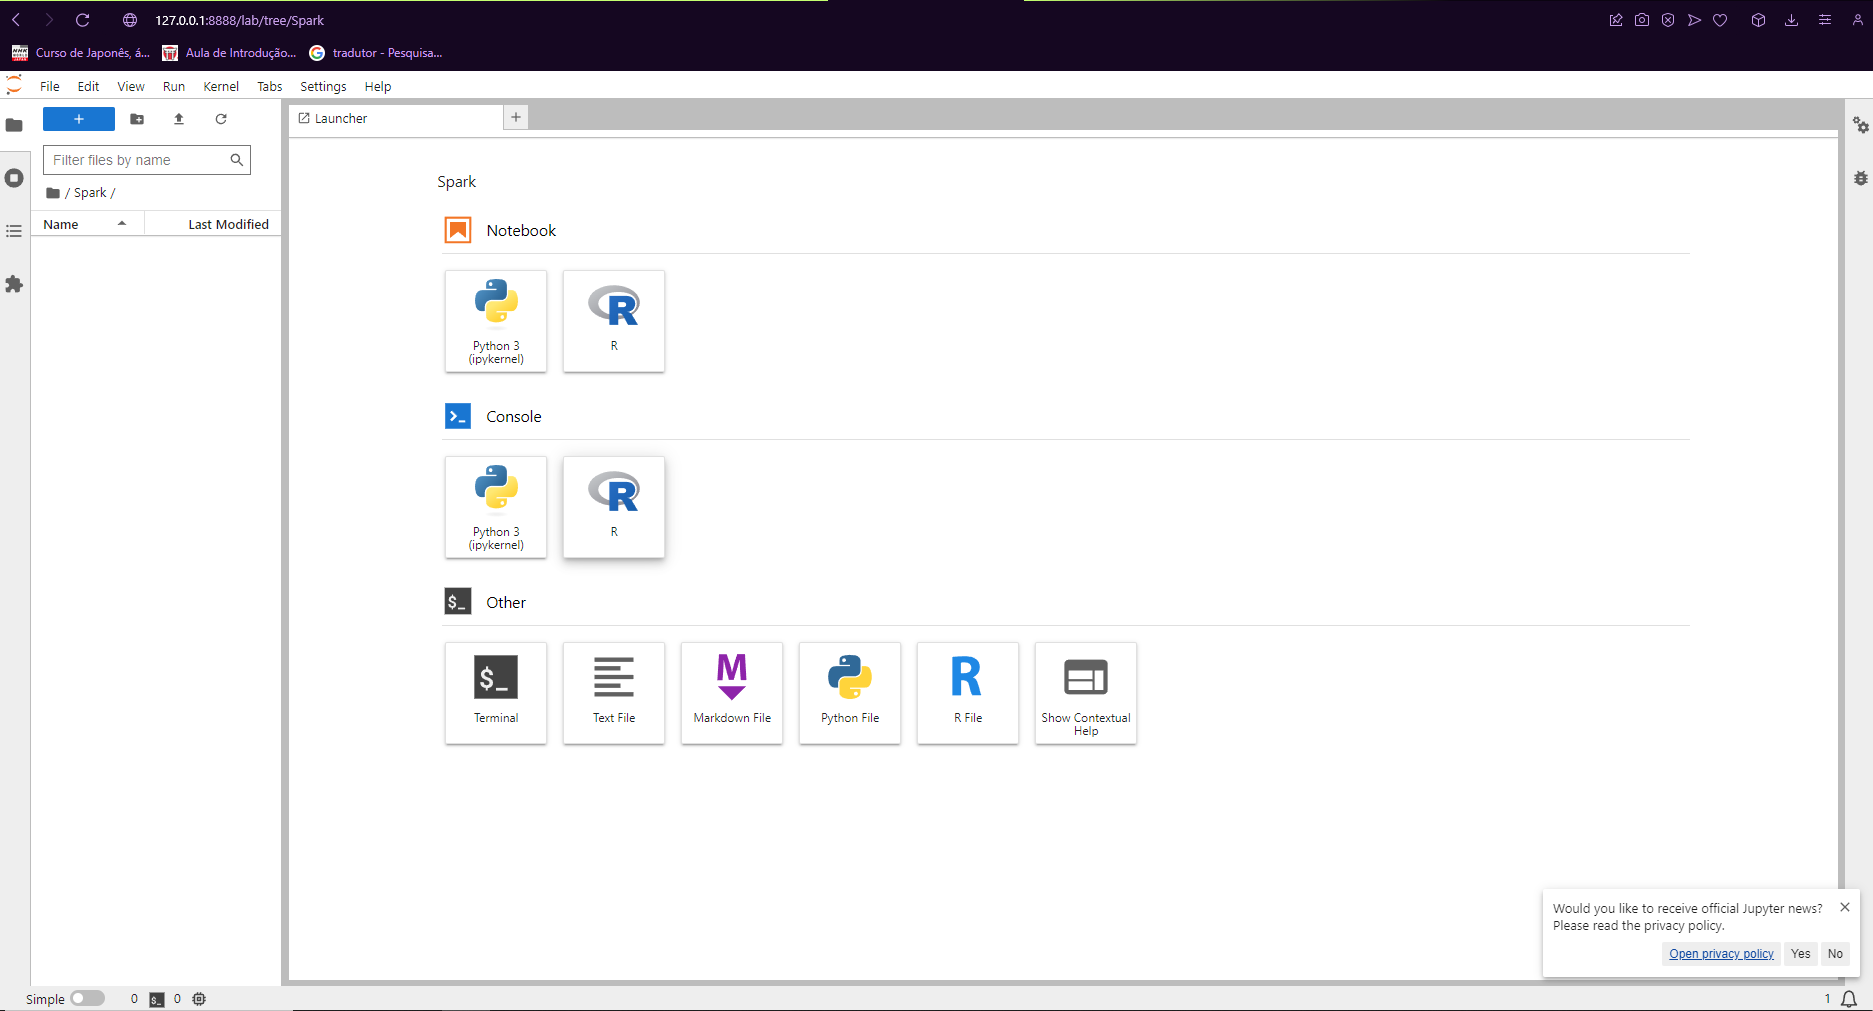 127.0.0.1:8888/lab/tree/Spark
Curso de Japonês, á...
Aula de Introdução...
tradutor - Pesquisa...
File Edit View Run Kernel Tabs Settings Help
+
Launcher
+
Filter files by name
/ Spark /
Name
Last Modified
Spark
Notebook
Python 3
(ipykernel)
R
Console
Python 3
(ipykernel)
R
$_ Other
$_
Terminal
Text File
M
Markdown File
Python File
R
R File
Show Contextual
Help
Would you like to receive official Jupyter news?
Please read the privacy policy.
Open privacy policy
Yes
No
Simple
0
$_
0
1